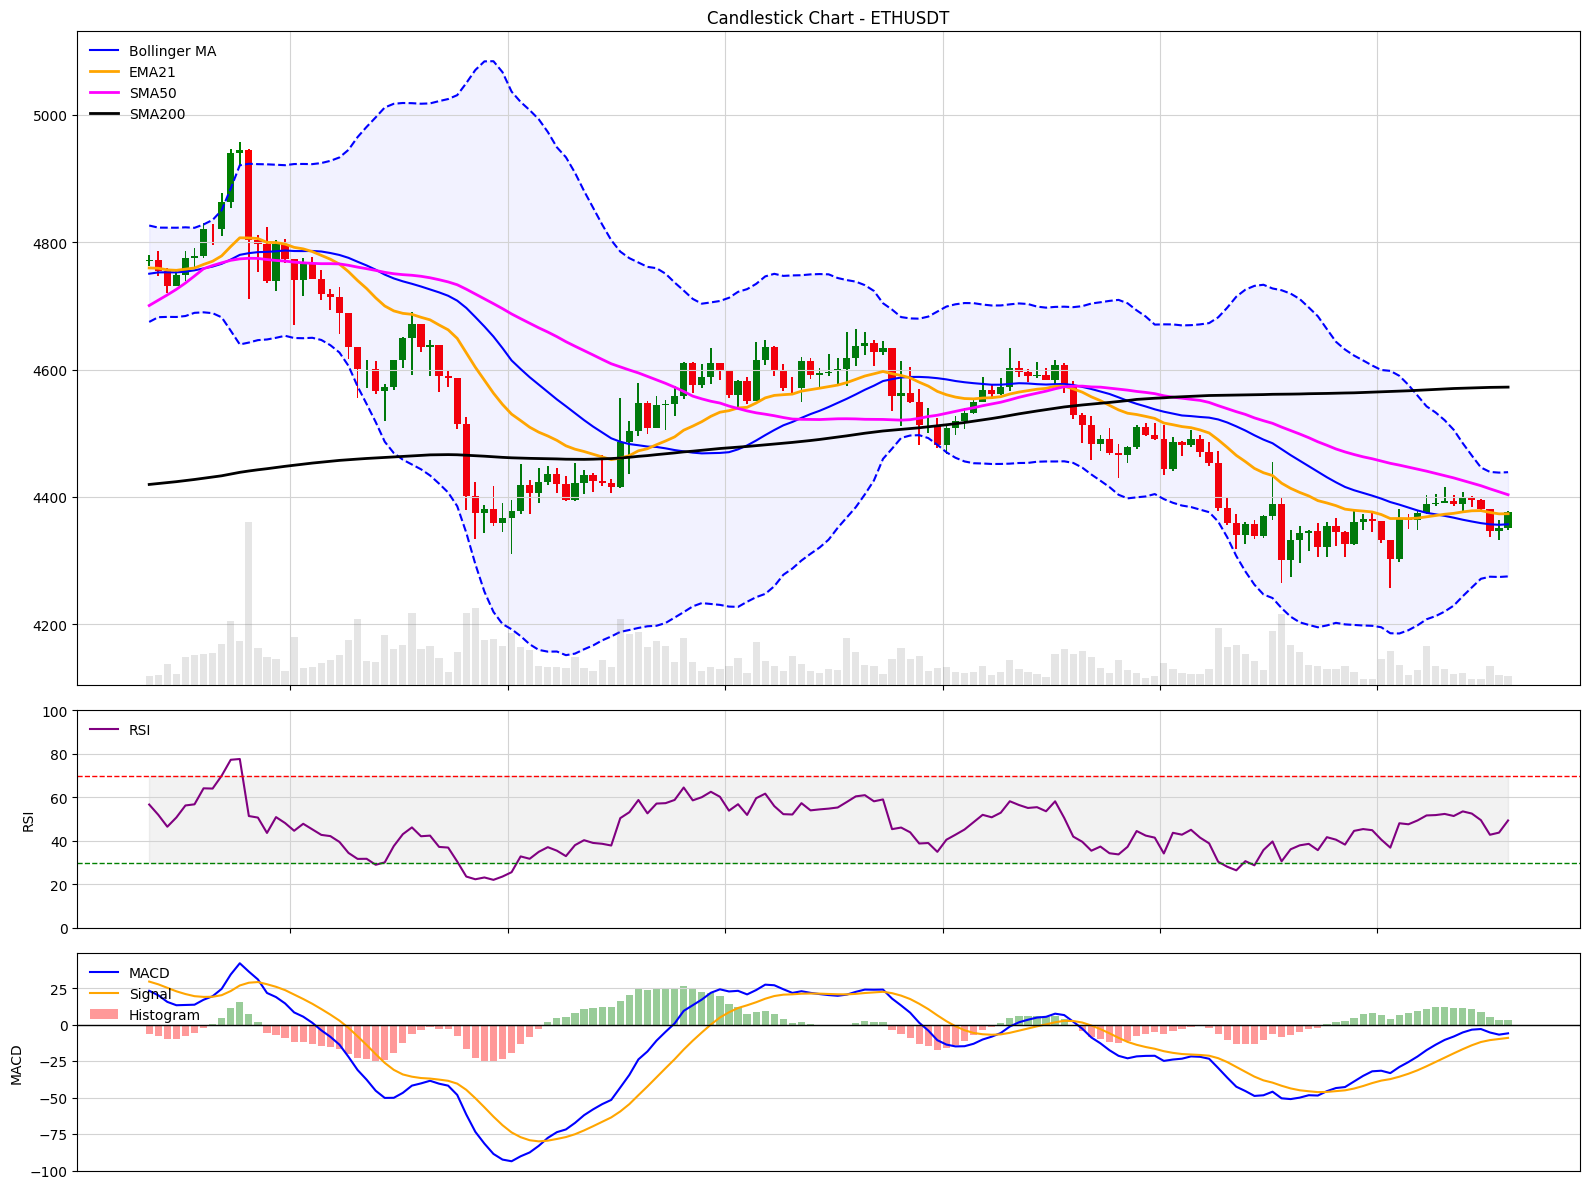 Candlestick Chart - ETHUSDT
Bollinger MA
EMA21
SMA50
SMA200
5000
4800
4600
4400
4200
RSI
100
80
60
40
20
0
RSI
MACD
Signal
Histogram
25
0
−25
−50
−75
−100
MACD